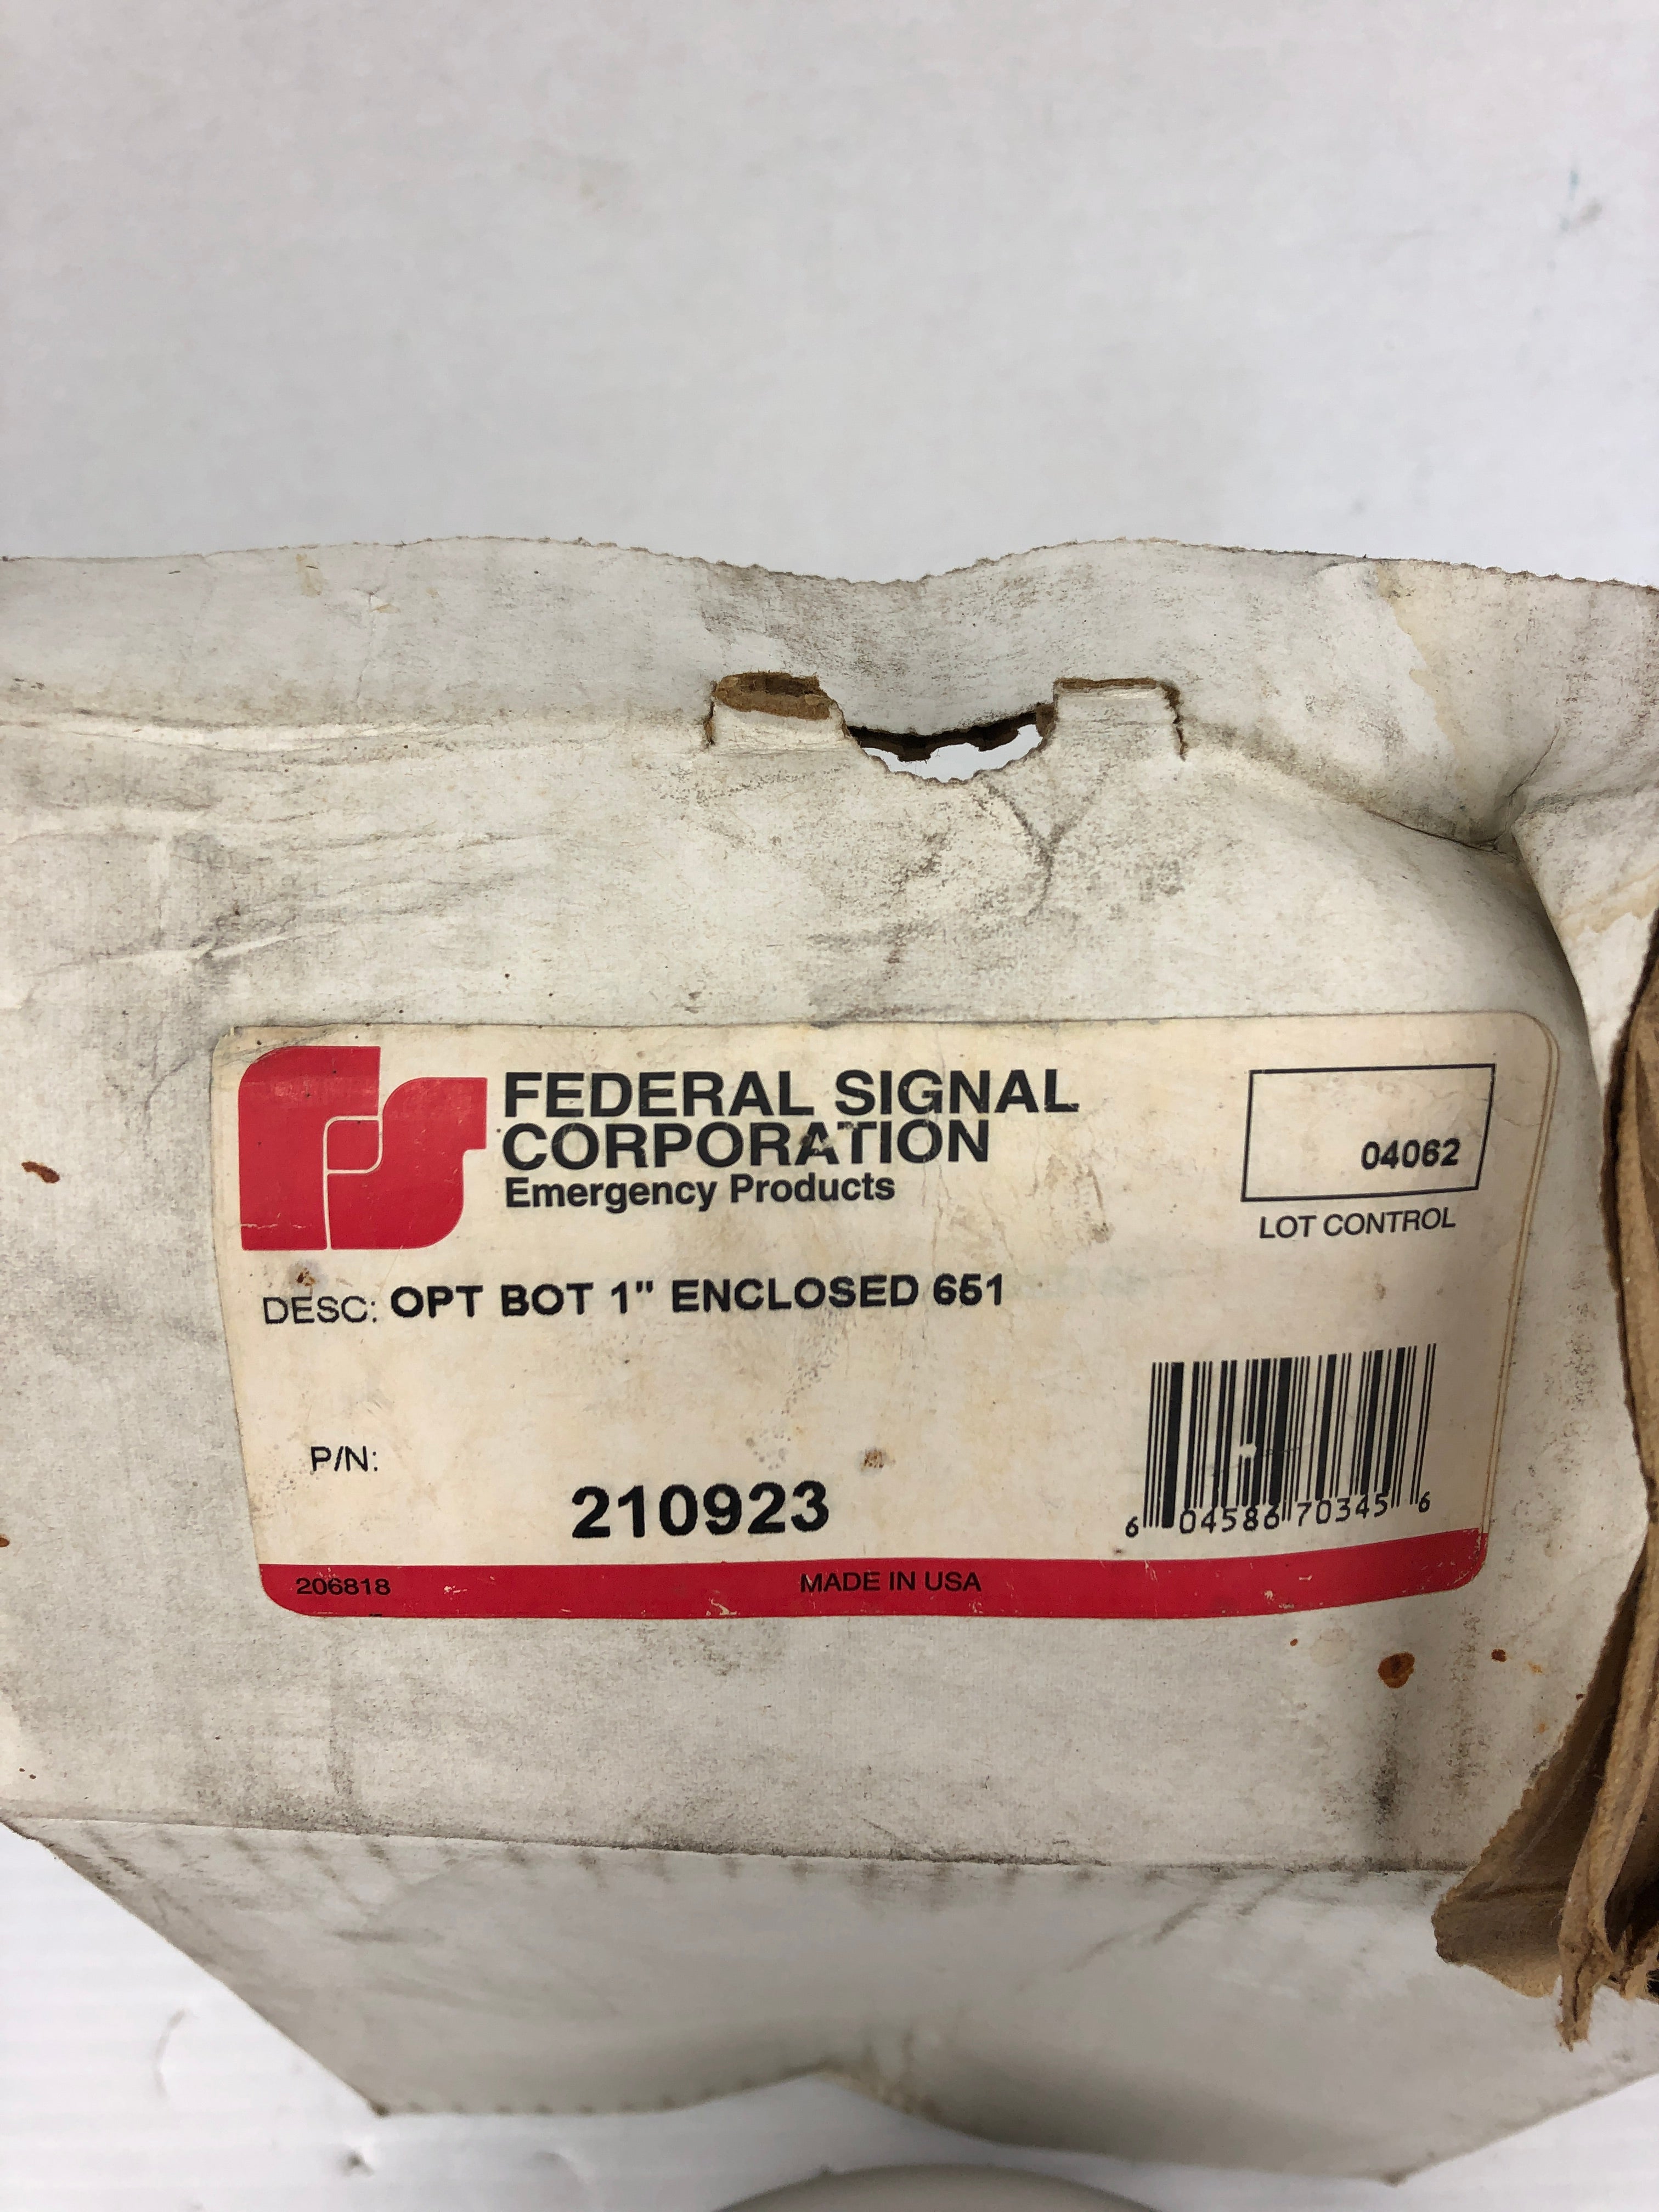 FEDERAL SIGNAL
CORPORATION
Emergency Products
04062
LOT CONTROL
DESC: OPT BOT 1" ENCLOSED 651
P/N:
210923
6 04586 70345 6
206818
MADE IN USA